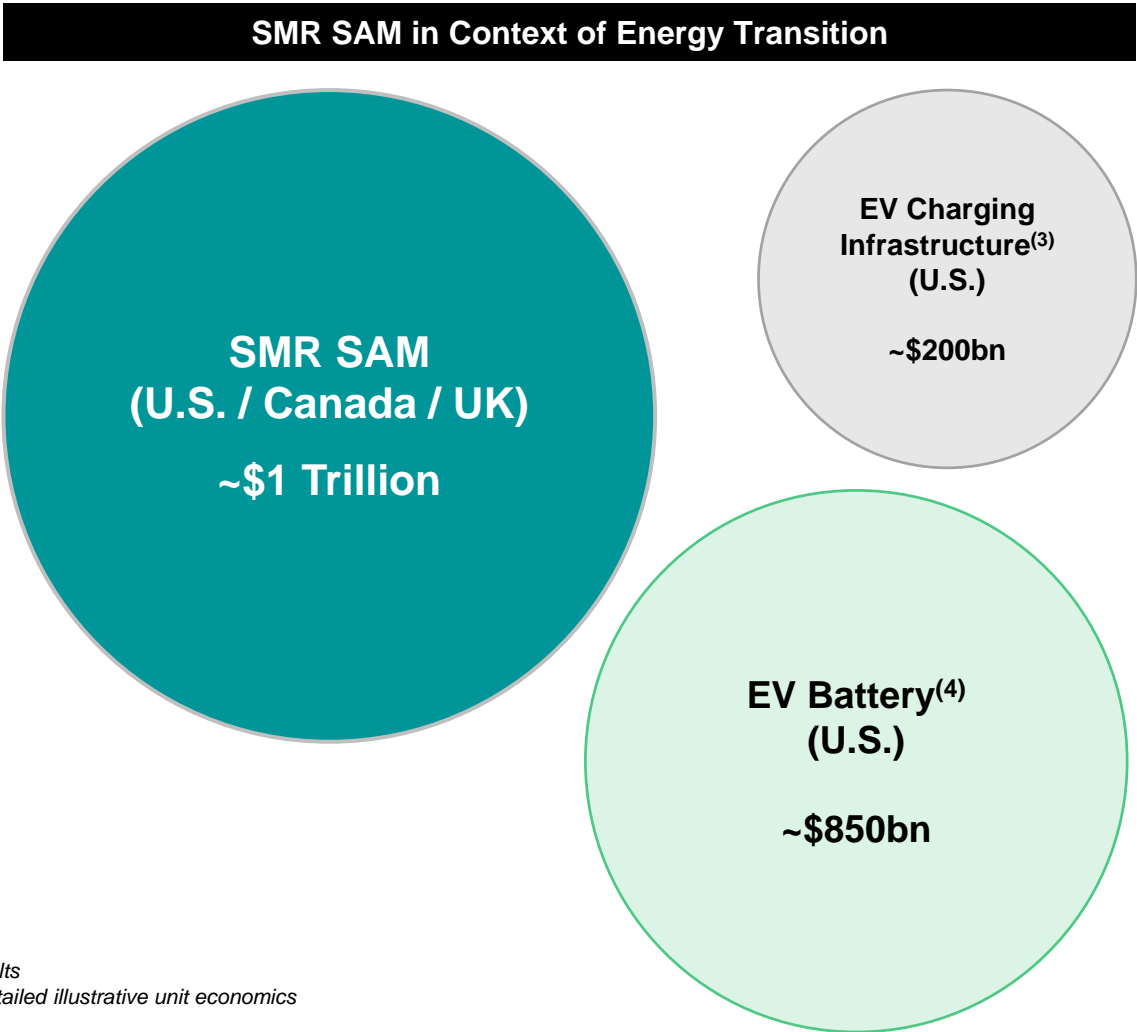 SMR SAM in Context of Energy Transition
EV Charging
Infrastructure(3)
(U.S.)
~$200bn
SMR SAM
(U.S. / Canada / UK)
~$1 Trillion
EV Battery(4)
(U.S.)
~$850bn
lts
tailed illustrative unit economics